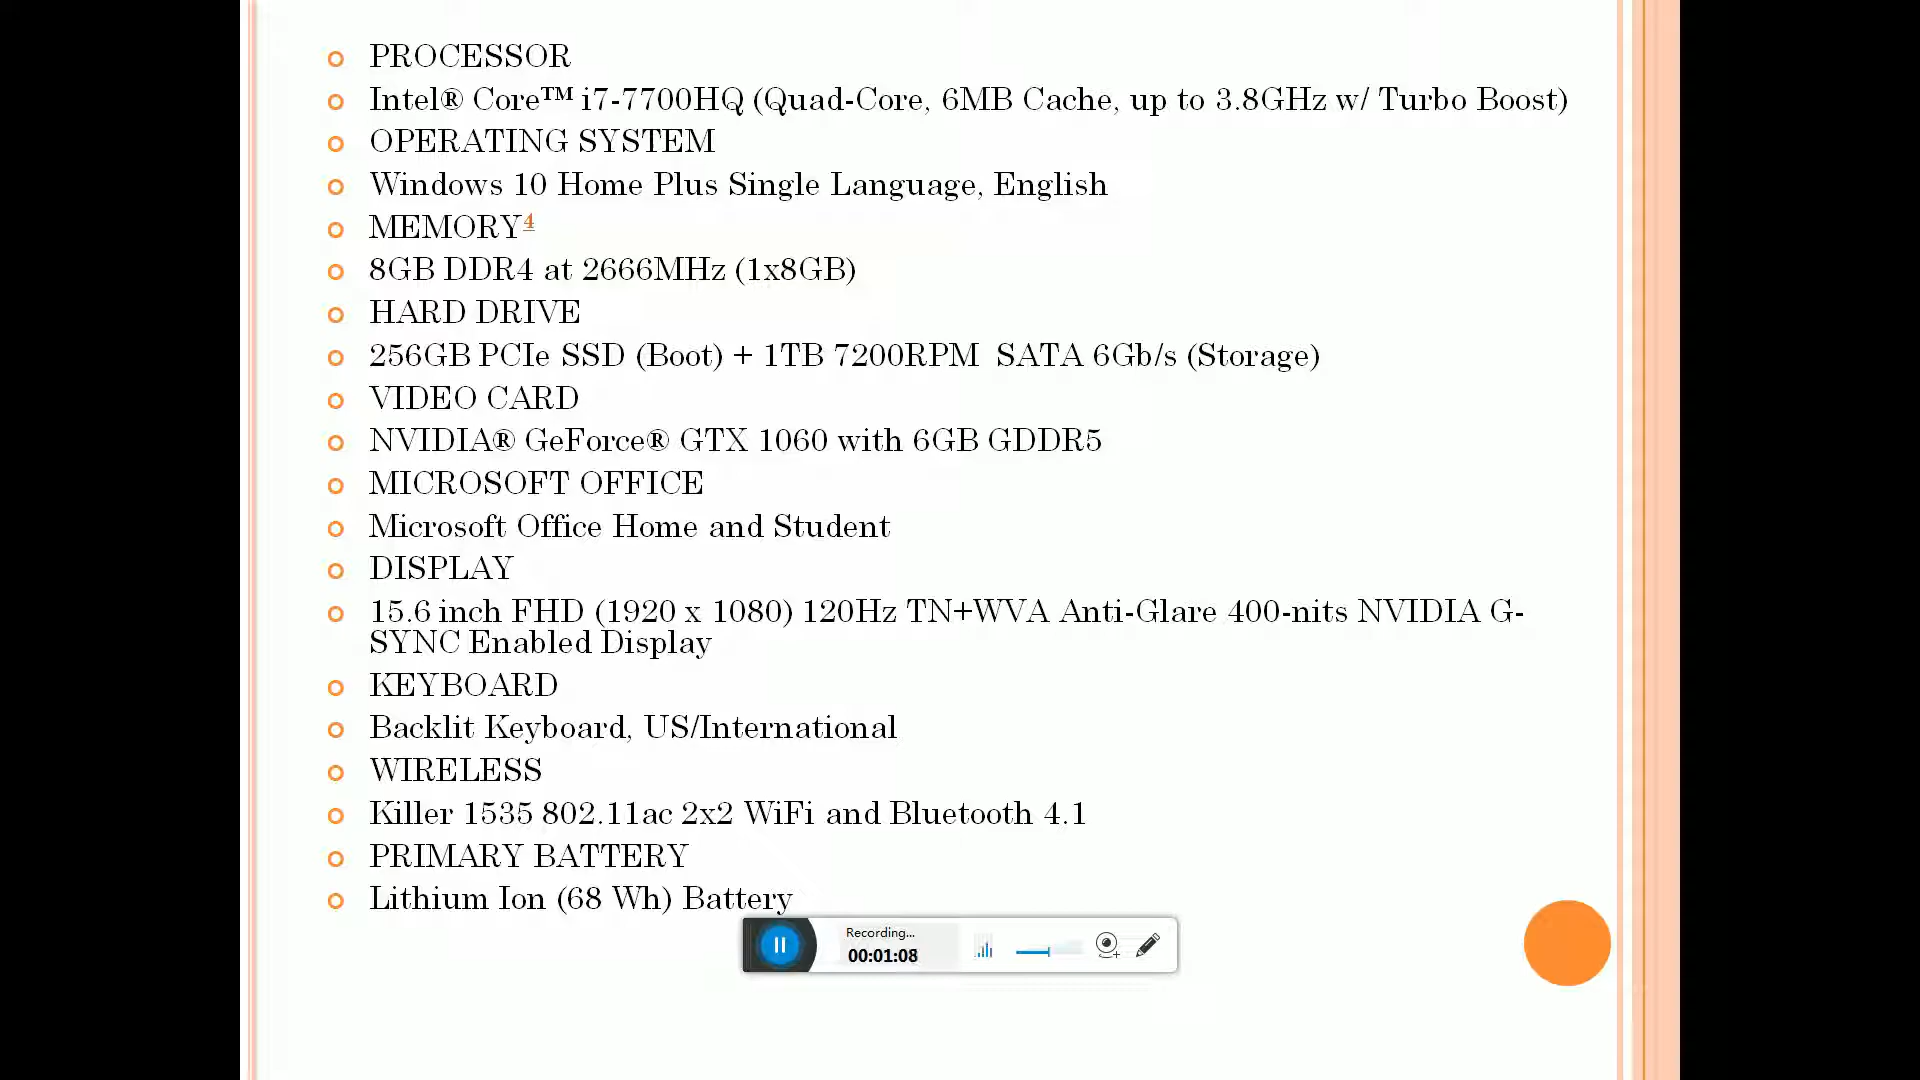 PROCESSOR
Intel® Core™ i7-7700HQ (Quad-Core, 6MB Cache, up to 3.8GHz w/ Turbo Boost)
OPERATING SYSTEM
Windows 10 Home Plus Single Language, English
MEMORY4
8GB DDR4 at 2666MHz (1x8GB)
HARD DRIVE
256GB PCIe SSD (Boot) + 1TB 7200RPM  SATA 6Gb/s (Storage)
VIDEO CARD
NVIDIA® GeForce® GTX 1060 with 6GB GDDR5
MICROSOFT OFFICE
Microsoft Office Home and Student
DISPLAY
15.6 inch FHD (1920 x 1080) 120Hz TN+WVA Anti-Glare 400-nits NVIDIA G-
SYNC Enabled Display
KEYBOARD
Backlit Keyboard, US/International
WIRELESS
Killer 1535 802.11ac 2x2 WiFi and Bluetooth 4.1
PRIMARY BATTERY
Lithium Ion (68 Wh) Battery
Recording...
00:01:08